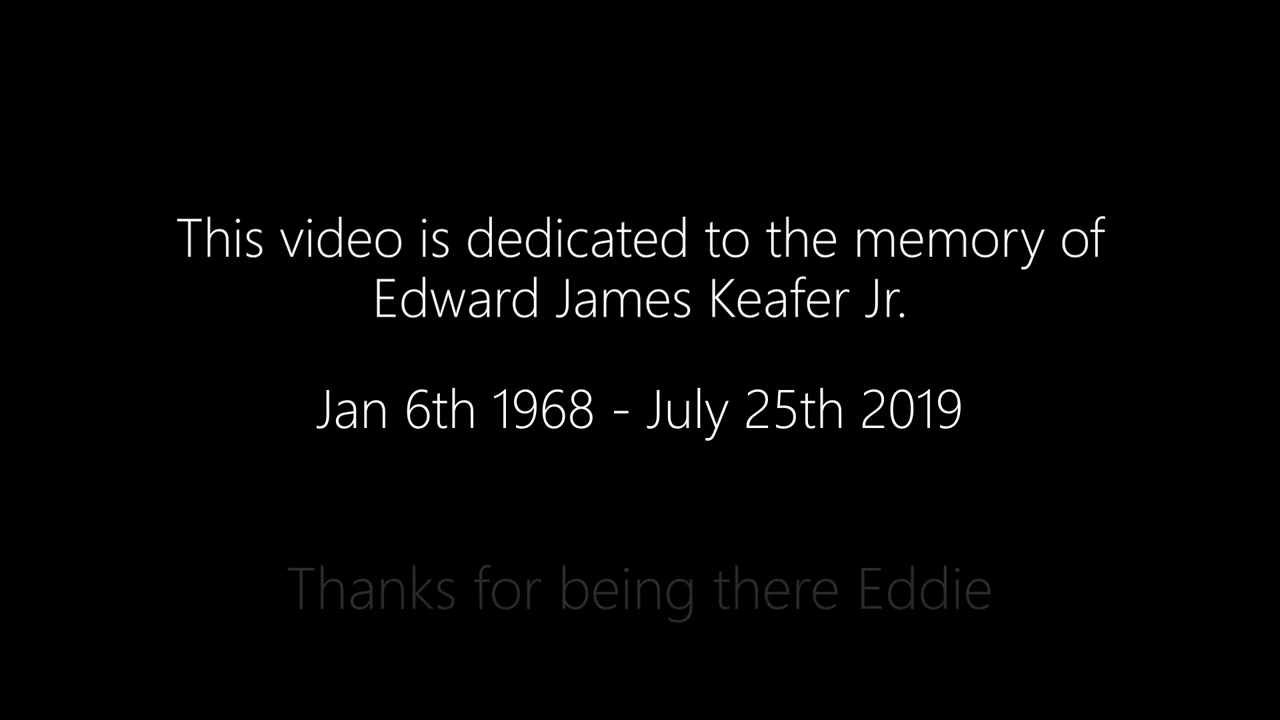 This video is dedicated to the memory of
Edward James Keafer Jr.
Jan 6th 1968 - July 25th 2019
Thanks for being there Eddie